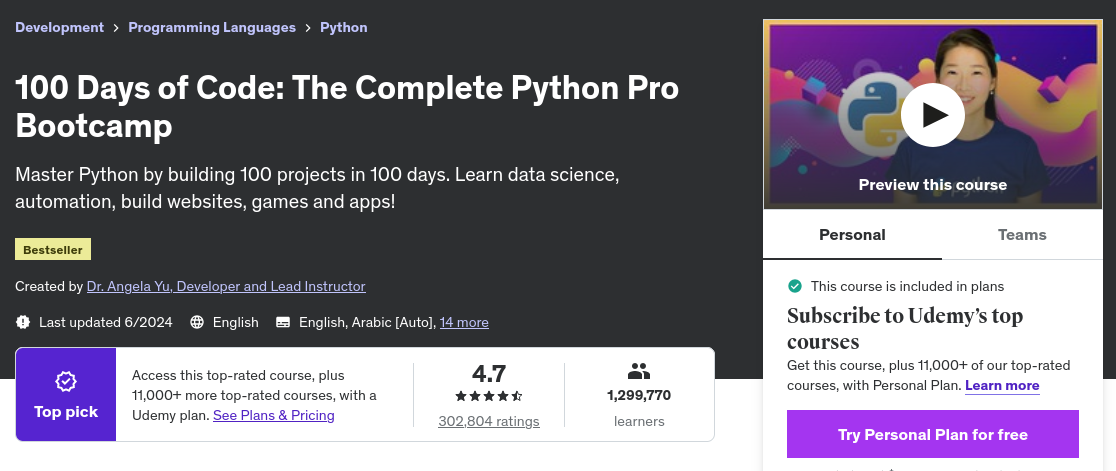 Development > Programming Languages > Python
100 Days of Code: The Complete Python Pro
Bootcamp
Master Python by building 100 projects in 100 days. Learn data science,
automation, build websites, games and apps!
Bestseller
Created by Dr. Angela Yu, Developer and Lead Instructor
Last updated 6/2024 English English, Arabic [Auto], 14 more
Top pick
Access this top-rated course, plus
11,000+ more top-rated courses, with a
Udemy plan. See Plans & Pricing
4.7
302,804 ratings
1,299,770
learners
Preview this course
Personal Teams
This course is included in plans
Subscribe to Udemy’s top
courses
Get this course, plus 11,000+ of our top-rated
courses, with Personal Plan. Learn more
Try Personal Plan for free